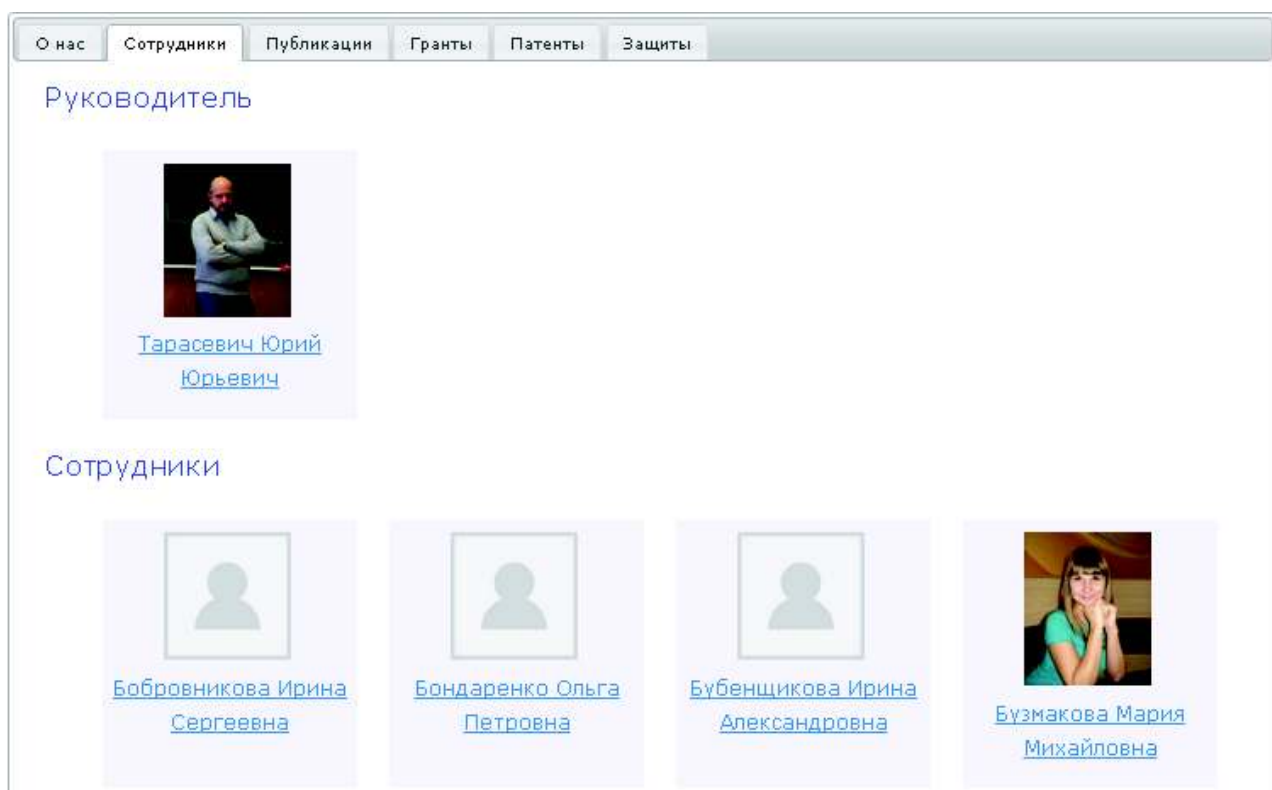 О нас Сотрудники Публикации Гранты Патенты Защиты
Руководитель
Тарасевич Юрий
Юрьевич
Сотрудники
Бобровникова Ирина
Сергеевна
Бондаренко Ольга
Петровна
Бубенщикова Ирина
Александровна
Бузмакова Мария
Михайловна